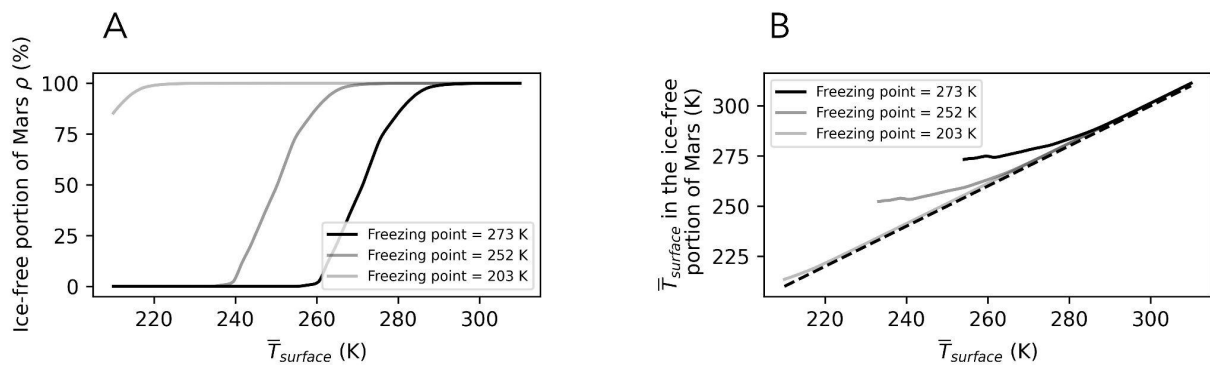 A
Ice-free portion of Mars ρ (%)
100
75
50
25
0
Freezing point = 273 K
Freezing point = 252 K
Freezing point = 203 K
220 240 260 280 300
T̿surface (K)
B
T̿surface in the ice-free
portion of Mars (K)
300
275
250
225
Freezing point = 273 K
Freezing point = 252 K
Freezing point = 203 K
220 240 260 280 300
T̿surface (K)